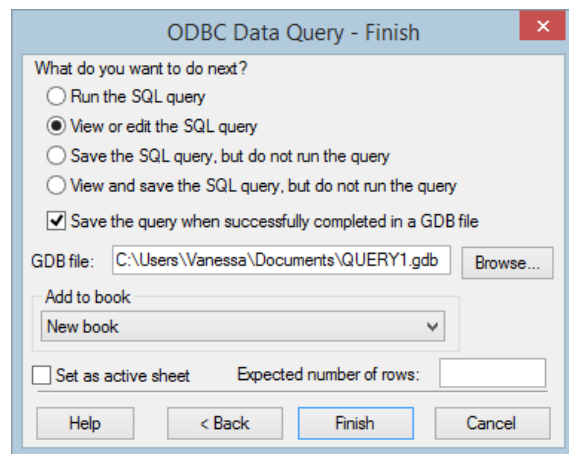 ODBC Data Query - Finish
What do you want to do next?
Run the SQL query
View or edit the SQL query
Save the SQL query, but do not run the query
View and save the SQL query, but do not run the query
Save the query when successfully completed in a GDB file
GDB file: C:\Users\Vanessa\Documents\QUERY1.gdb Browse...
Add to book
New book
Set as active sheet Expected number of rows:
Help < Back Finish Cancel